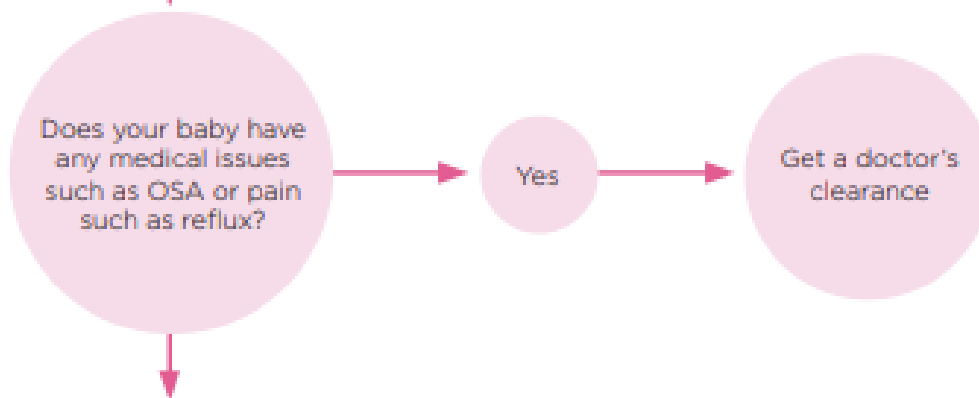 Does your baby have
any medical issues
such as OSA or pain
such as reflux?
Yes
Get a doctor's
clearance